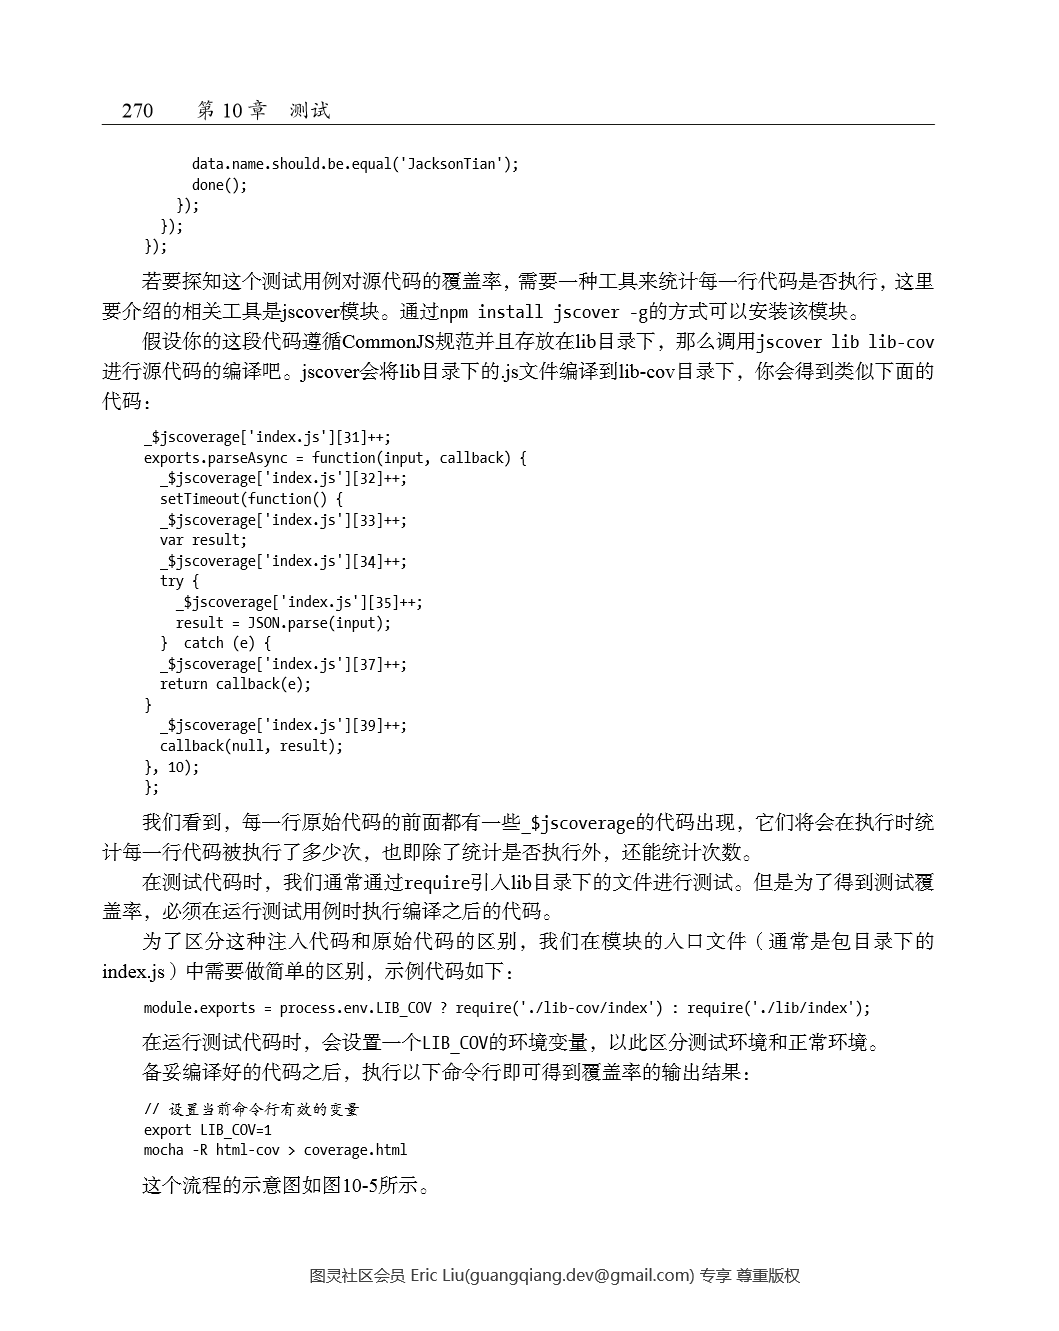 270 第 10 章 测试
data.name.should.be.equal('JacksonTian');
done();
});
});
});
若要探知这个测试用例对源代码的覆盖率，需要一种工具来统计每一行代码是否执行，这里
要介绍的相关工具是jscover模块。通过npm install jscover -g的方式可以安装该模块。
假设你的这段代码遵循CommonJS规范并且存放在lib目录下，那么调用jscover lib lib-cov
进行源代码的编译吧。jscover会将lib目录下的.js文件编译到lib-cov目录下，你会得到类似下面的
代码：
_$jscoverage['index.js'][31]++;
exports.parseAsync = function(input, callback) {
_$jscoverage['index.js'][32]++;
setTimeout(function() {
_$jscoverage['index.js'][33]++;
var result;
_$jscoverage['index.js'][34]++;
try {
_$jscoverage['index.js'][35]++;
result = JSON.parse(input);
}  catch (e) {
_$jscoverage['index.js'][37]++;
return callback(e);
}
_$jscoverage['index.js'][39]++;
callback(null, result);
}, 10);
};
我们看到，每一行原始代码的前面都有一些_$jscoverage的代码出现，它们将会在执行时统
计每一行代码被执行了多少次，也即除了统计是否执行外，还能统计次数。
在测试代码时，我们通常通过require引入lib目录下的文件进行测试。但是为了得到测试覆
盖率，必须在运行测试用例时执行编译之后的代码。
为了区分这种注入代码和原始代码的区别，我们在模块的入口文件（通常是包目录下的
index.js）中需要做简单的区别，示例代码如下：
module.exports = process.env.LIB_COV ? require('./lib-cov/index') : require('./lib/index');
在运行测试代码时，会设置一个LIB_COV的环境变量，以此区分测试环境和正常环境。
备妥编译好的代码之后，执行以下命令行即可得到覆盖率的输出结果：
// 设置当前命令行有效的变量
export LIB_COV=1
mocha -R html-cov > coverage.html
这个流程的示意图如图10-5所示。
图灵社区会员 Eric Liu(guangqiang.dev@gmail.com) 专享 尊重版权